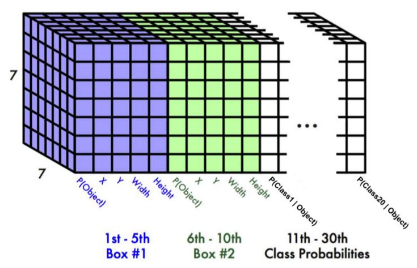 7
7
P(Object)
X
Y
Width
Height
P(Object)
X
Y
Width
Height
P(Class1 | Object)
...
P(Class20 | Object)
1st - 5th
Box #1
6th - 10th
Box #2
11th - 30th
Class Probabilities